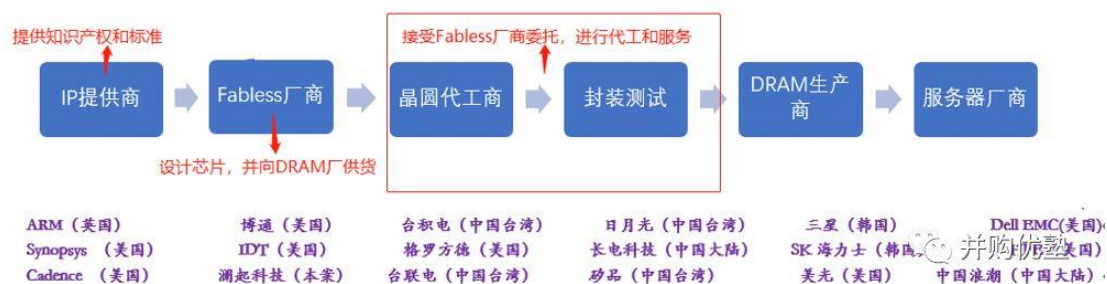 提供知识产权和标准
接受Fabless厂商委托，进行代工和服务
IP提供商
Fabless厂商
晶圆代工商
封装测试
DRAM生产
商
服务器厂商
设计芯片，并向DRAM厂供货
ARM（英国） 博通（美国） 台积电（中国台湾） 日月光（中国台湾） 三星（韩国） Dell EMC(美国)
Synopsys （美国） IDT（美国） 格罗方德（美国） 长电科技（中国大陆） SK 海力士（韩国 美国）
Cadence （美国） 澜起科技（本案） 台联电（中国台湾） 矽品（中国台湾） 美光（美国） 中国浪潮（中国大陆）
并购优塾